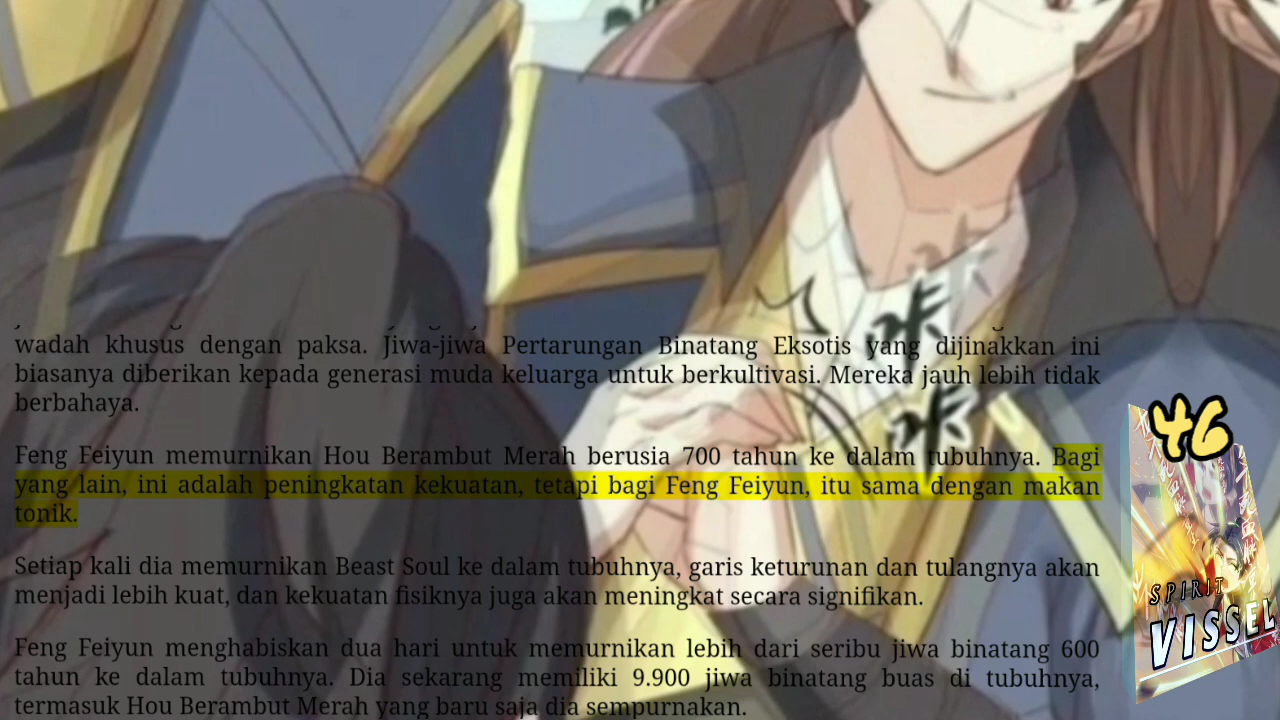 wadah khusus dengan paksa. Jiwa-jiwa Pertarungan Binatang Eksotis yang dijinakkan ini
biasanya diberikan kepada generasi muda keluarga untuk berkultivasi. Mereka jauh lebih tidak
berbahaya.
Feng Feiyun memurnikan Hou Berambut Merah berusia 700 tahun ke dalam tubuhnya. Bagi
yang lain, ini adalah peningkatan kekuatan, tetapi bagi Feng Feiyun, itu sama dengan makan
tonik.
Setiap kali dia memurnikan Beast Soul ke dalam tubuhnya, garis keturunan dan tulangnya akan
menjadi lebih kuat, dan kekuatan fisiknya juga akan meningkat secara signifikan.
Feng Feiyun menghabiskan dua hari untuk memurnikan lebih dari seribu jiwa binatang 600
tahun ke dalam tubuhnya. Dia sekarang memiliki 9.900 jiwa binatang buas di tubuhnya,
termasuk Hou Berambut Merah yang baru saja dia sempurnakan.
咔
咔
46
SPIRIT
VISSEL